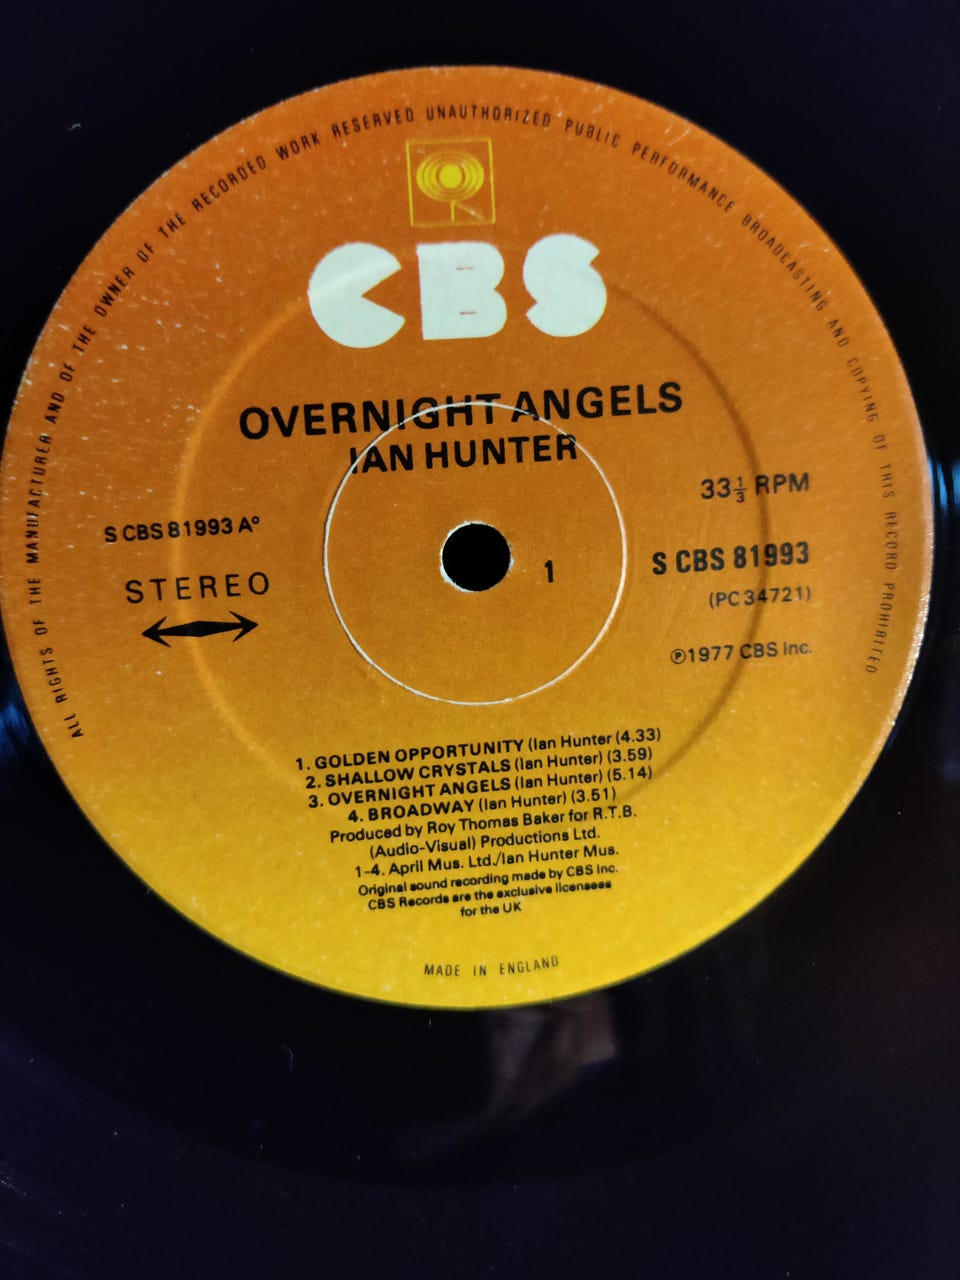 ALL RIGHTS OF THE MANUFACTURER AND OF THE OWNER OF THE RECORDED WORK RESERVED UNAUTHORIZED PUBLIC PERFORMANCE BROADCASTING AND COPYING OF THIS RECORD PROHIBITED
CBS
OVERNIGHT ANGELS
IAN HUNTER
33⅓ RPM
S CBS 81993 A°
STEREO
1
S CBS 81993
(PC 34721)
℗1977 CBS Inc.
1. GOLDEN OPPORTUNITY (Ian Hunter (4.33)
2. SHALLOW CRYSTALS (Ian Hunter) (3.59)
3. OVERNIGHT ANGELS (Ian Hunter) (5.14)
4. BROADWAY (Ian Hunter) (3.51)
Produced by Roy Thomas Baker for R.T.B.
(Audio-Visual) Productions Ltd.
1-4. April Mus. Ltd./Ian Hunter Mus.
Original sound recording made by CBS Inc.
CBS Records are the exclusive licensees
for the UK
MADE IN ENGLAND